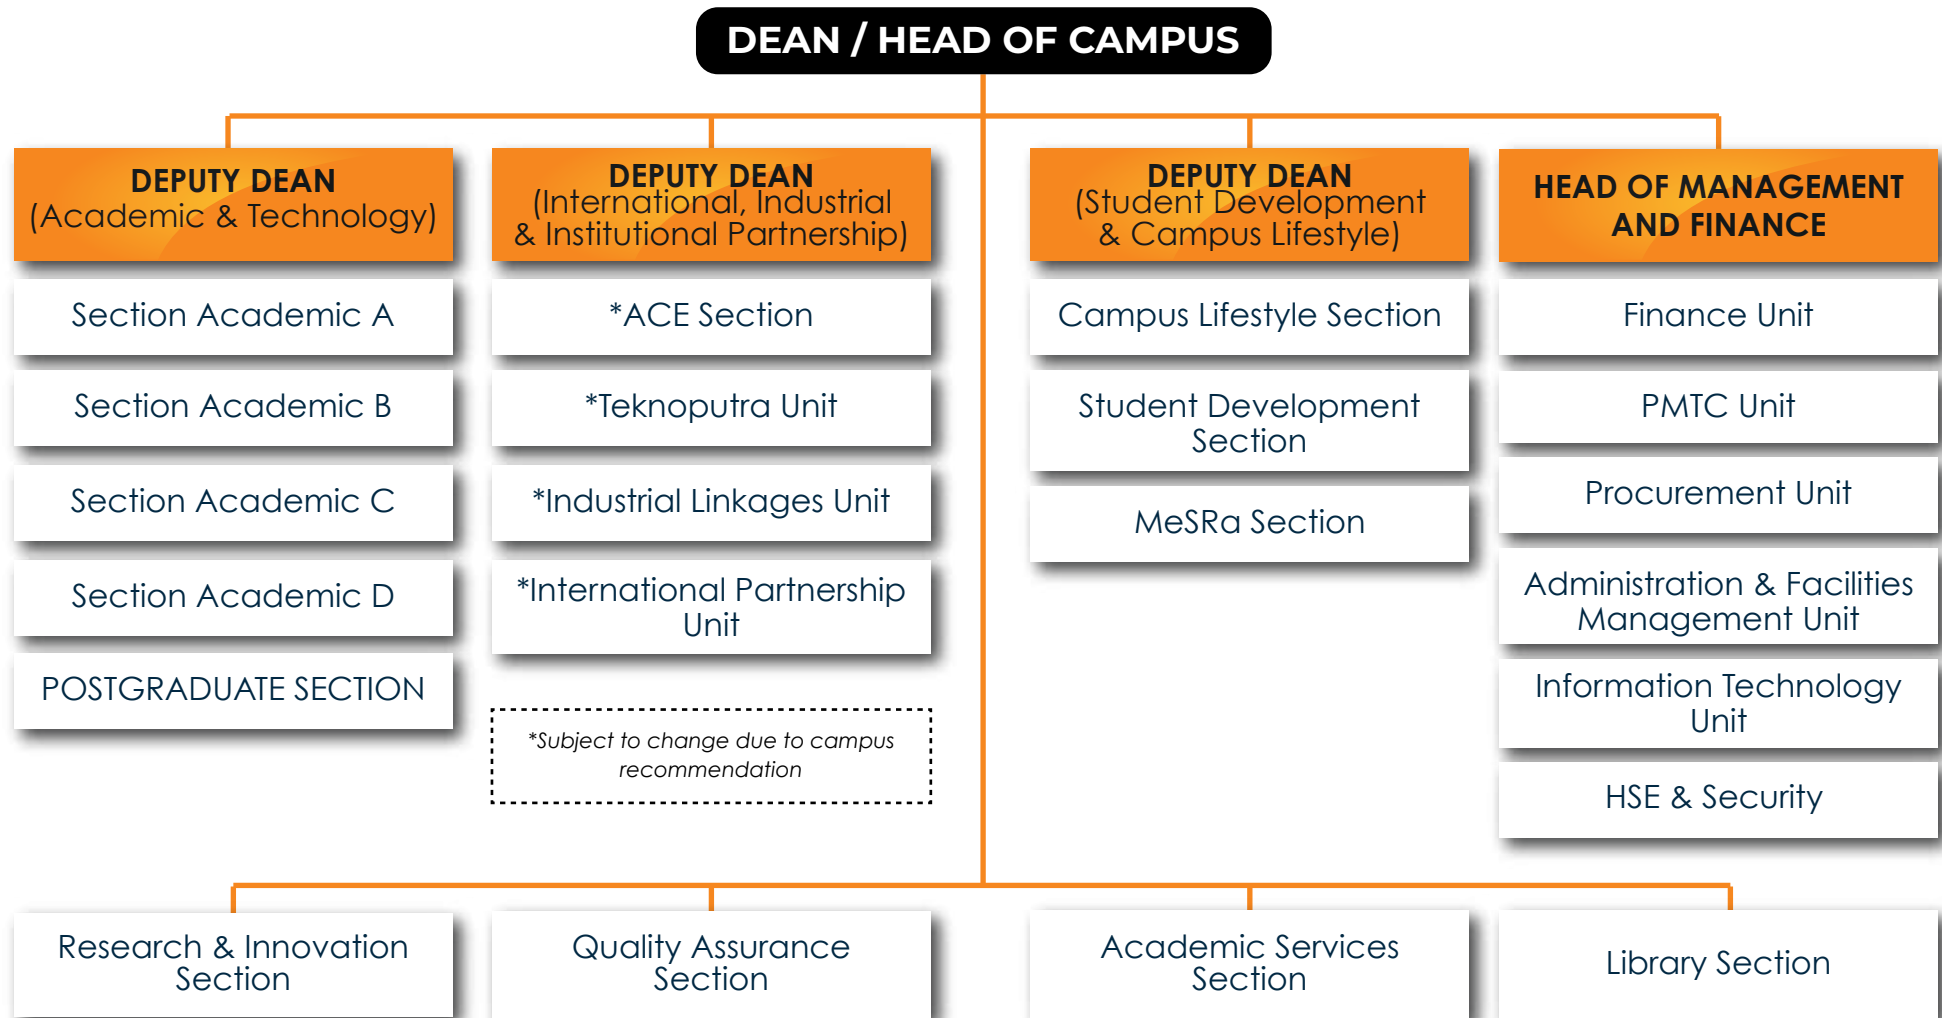 DEAN / HEAD OF CAMPUS
DEPUTY DEAN
(Academic & Technology)
Section Academic A
Section Academic B
Section Academic C
Section Academic D
POSTGRADUATE SECTION
DEPUTY DEAN
(International, Industrial
& Institutional Partnership)
*ACE Section
*Teknoputra Unit
*Industrial Linkages Unit
*International Partnership
Unit
*Subject to change due to campus
recommendation
DEPUTY DEAN
(Student Development
& Campus Lifestyle)
Campus Lifestyle Section
Student Development
Section
MeSRa Section
HEAD OF MANAGEMENT
AND FINANCE
Finance Unit
PMTC Unit
Procurement Unit
Administration & Facilities
Management Unit
Information Technology
Unit
HSE & Security
Research & Innovation
Section
Quality Assurance
Section
Academic Services
Section
Library Section